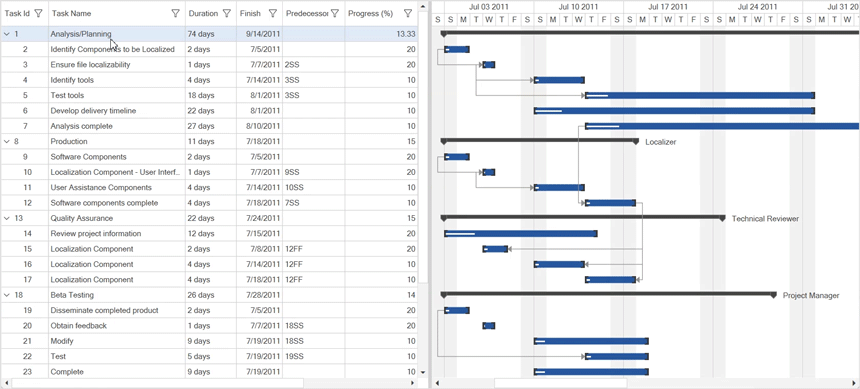 Task Id Task Name Duration Finish Predecessor Progress (%) Jul 03 2011 Jul 10 2011 Jul 17 2011 Jul 24 2011 Jul 31 20
S S M T W T F S S M T W T F S S M T W T F S S M T W T F S S M T W
1 Analysis/Planning 74 days 9/14/2011 13.33
2 Identify Components to be Localized 2 days 7/5/2011 20
3 Ensure file localizability 1 days 7/7/2011 2SS 20
4 Identify tools 4 days 7/14/2011 3SS 10
5 Test tools 18 days 8/1/2011 3SS 10
6 Develop delivery timeline 22 days 8/1/2011 10
7 Analysis complete 27 days 8/10/2011 10
8 Production 11 days 7/18/2011 15 Localizer
9 Software Components 2 days 7/5/2011 20
10 Localization Component - User Interf... 1 days 7/7/2011 9SS 20
11 User Assistance Components 4 days 7/14/2011 10SS 10
12 Software components complete 4 days 7/18/2011 7SS 10
13 Quality Assurance 22 days 7/24/2011 15 Technical Reviewer
14 Review project information 12 days 7/15/2011 20
15 Localization Component 2 days 7/8/2011 12FF 20
16 Localization Component 4 days 7/14/2011 12FF 10
17 Localization Component 4 days 7/18/2011 12FF 10
18 Beta Testing 26 days 7/28/2011 14 Project Manager
19 Disseminate completed product 2 days 7/5/2011 20
20 Obtain feedback 1 days 7/7/2011 18SS 20
21 Modify 9 days 7/19/2011 18SS 10
22 Test 5 days 7/19/2011 19SS 10
23 Complete 9 days 7/19/2011 10